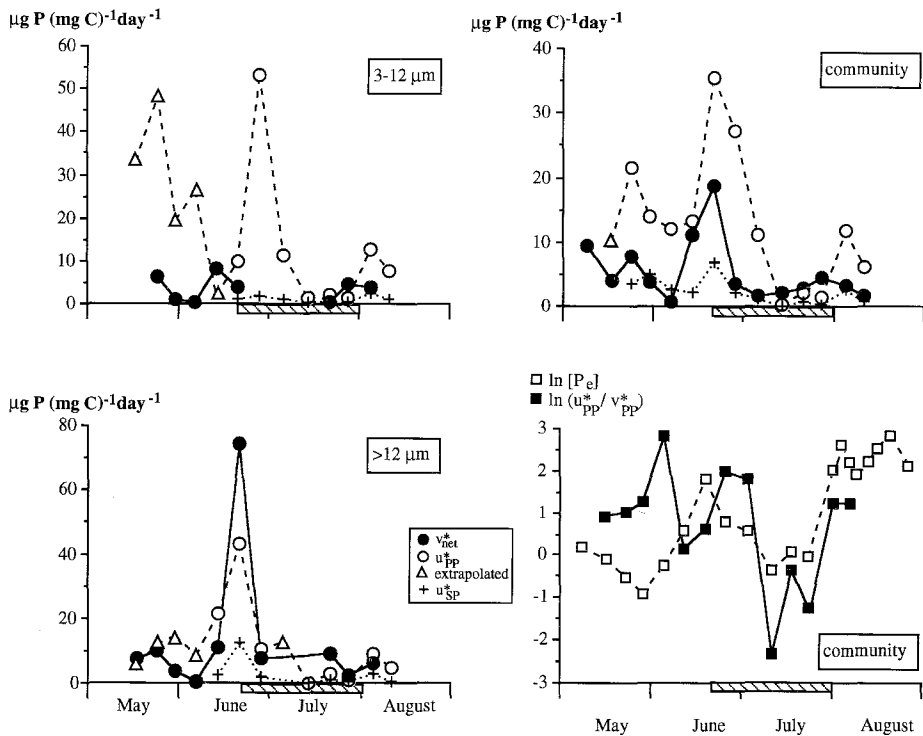 μg P (mg C)-1day-1
60
50
40
30
20
10
0
3-12 μm
μg P (mg C)-1day-1
40
30
20
10
0
community
μg P (mg C)-1day-1
80
60
40
20
0
>12 μm
v*net
u*PP
extrapolated
u*SP
May
June
July
August
ln [Pe]
ln (u*PP/ v*PP)
3
2
1
0
-1
-2
-3
community
May
June
July
August